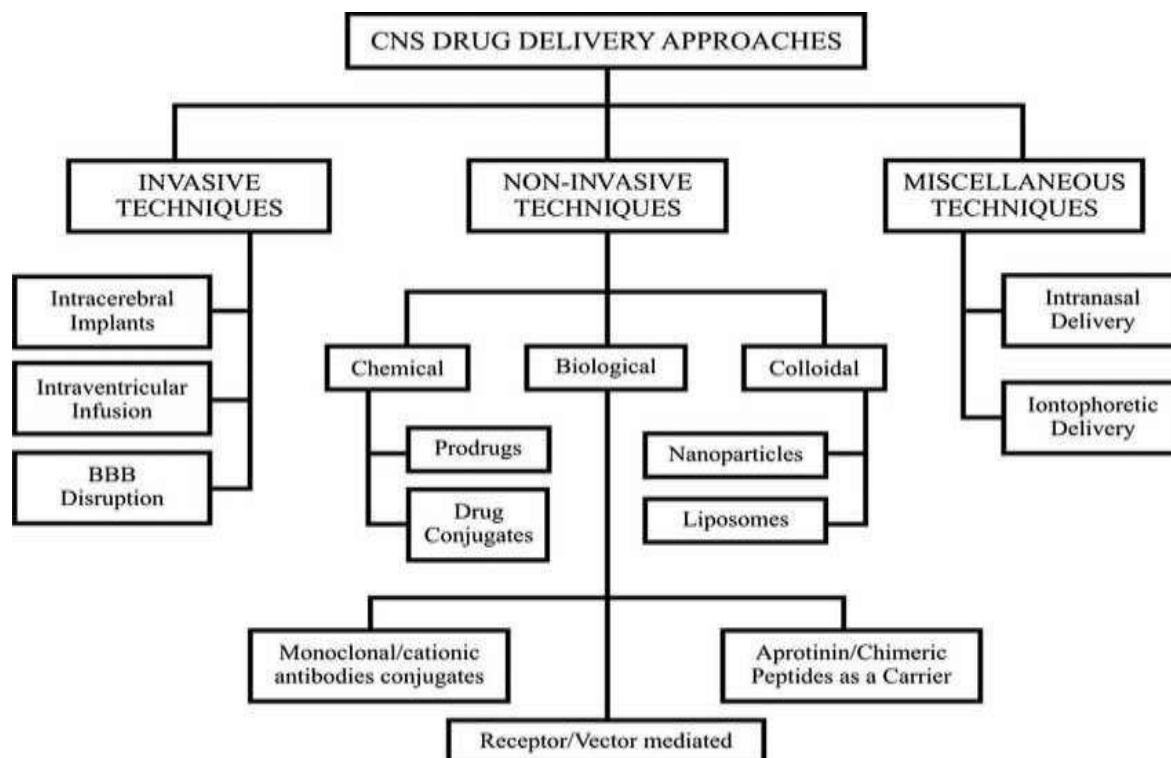 CNS DRUG DELIVERY APPROACHES
INVASIVE
TECHNIQUES
NON-INVASIVE
TECHNIQUES
MISCELLANEOUS
TECHNIQUES
Intracerebral
Implants
Intraventricular
Infusion
BBB
Disruption
Chemical
Biological
Colloidal
Prodrugs
Drug
Conjugates
Nanoparticles
Liposomes
Intranasal
Delivery
Iontophoretic
Delivery
Monoclonal/cationic
antibodies conjugates
Aprotinin/Chimeric
Peptides as a Carrier
Receptor/Vector mediated